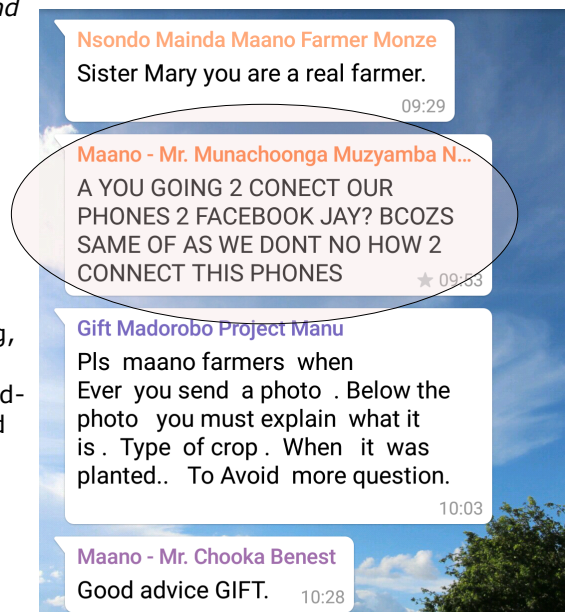 nd
Nsondo Mainda Maano Farmer Monze
Sister Mary you are a real farmer.
09:29
Maano - Mr. Munachoonga Muzyamba N...
A YOU GOING 2 CONECT OUR
PHONES 2 FACEBOOK JAY? BCOZS
SAME OF AS WE DONT NO HOW 2
CONNECT THIS PHONES
★ 09:53
Gift Madorobo Project Manu
g,
Pls maano farmers when
Ever you send a photo . Below the
d-
photo you must explain what it
d
is . Type of crop . When it was
planted.. To Avoid more question.
10:03
Maano - Mr. Chooka Benest
Good advice GIFT.
10:28